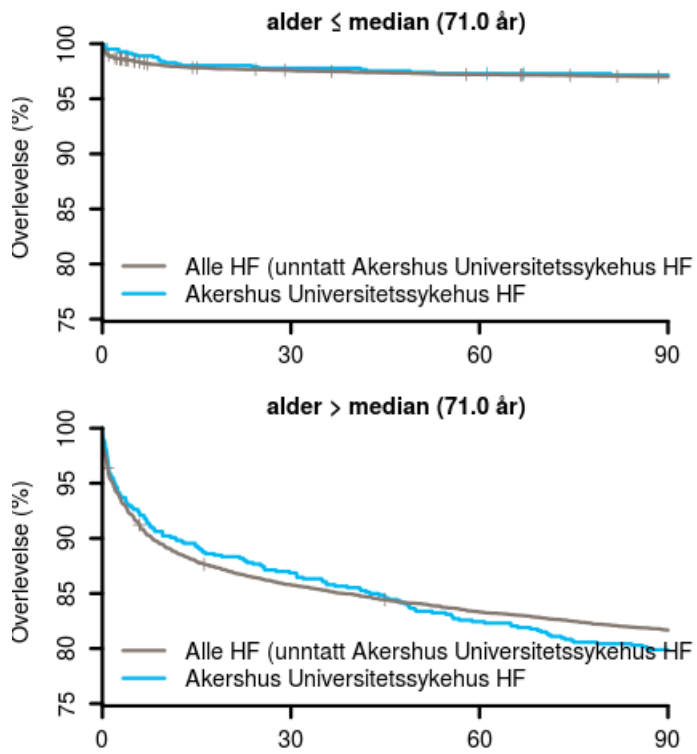 alder ≤ median (71.0 år)
Overlevelse (%)
100
95
90
85
80
75
Alle HF (unntatt Akershus Universitetssykehus HF
Akershus Universitetssykehus HF
0 30 60 90
alder > median (71.0 år)
Overlevelse (%)
100
95
90
85
80
75
Alle HF (unntatt Akershus Universitetssykehus HF
Akershus Universitetssykehus HF
0 30 60 90